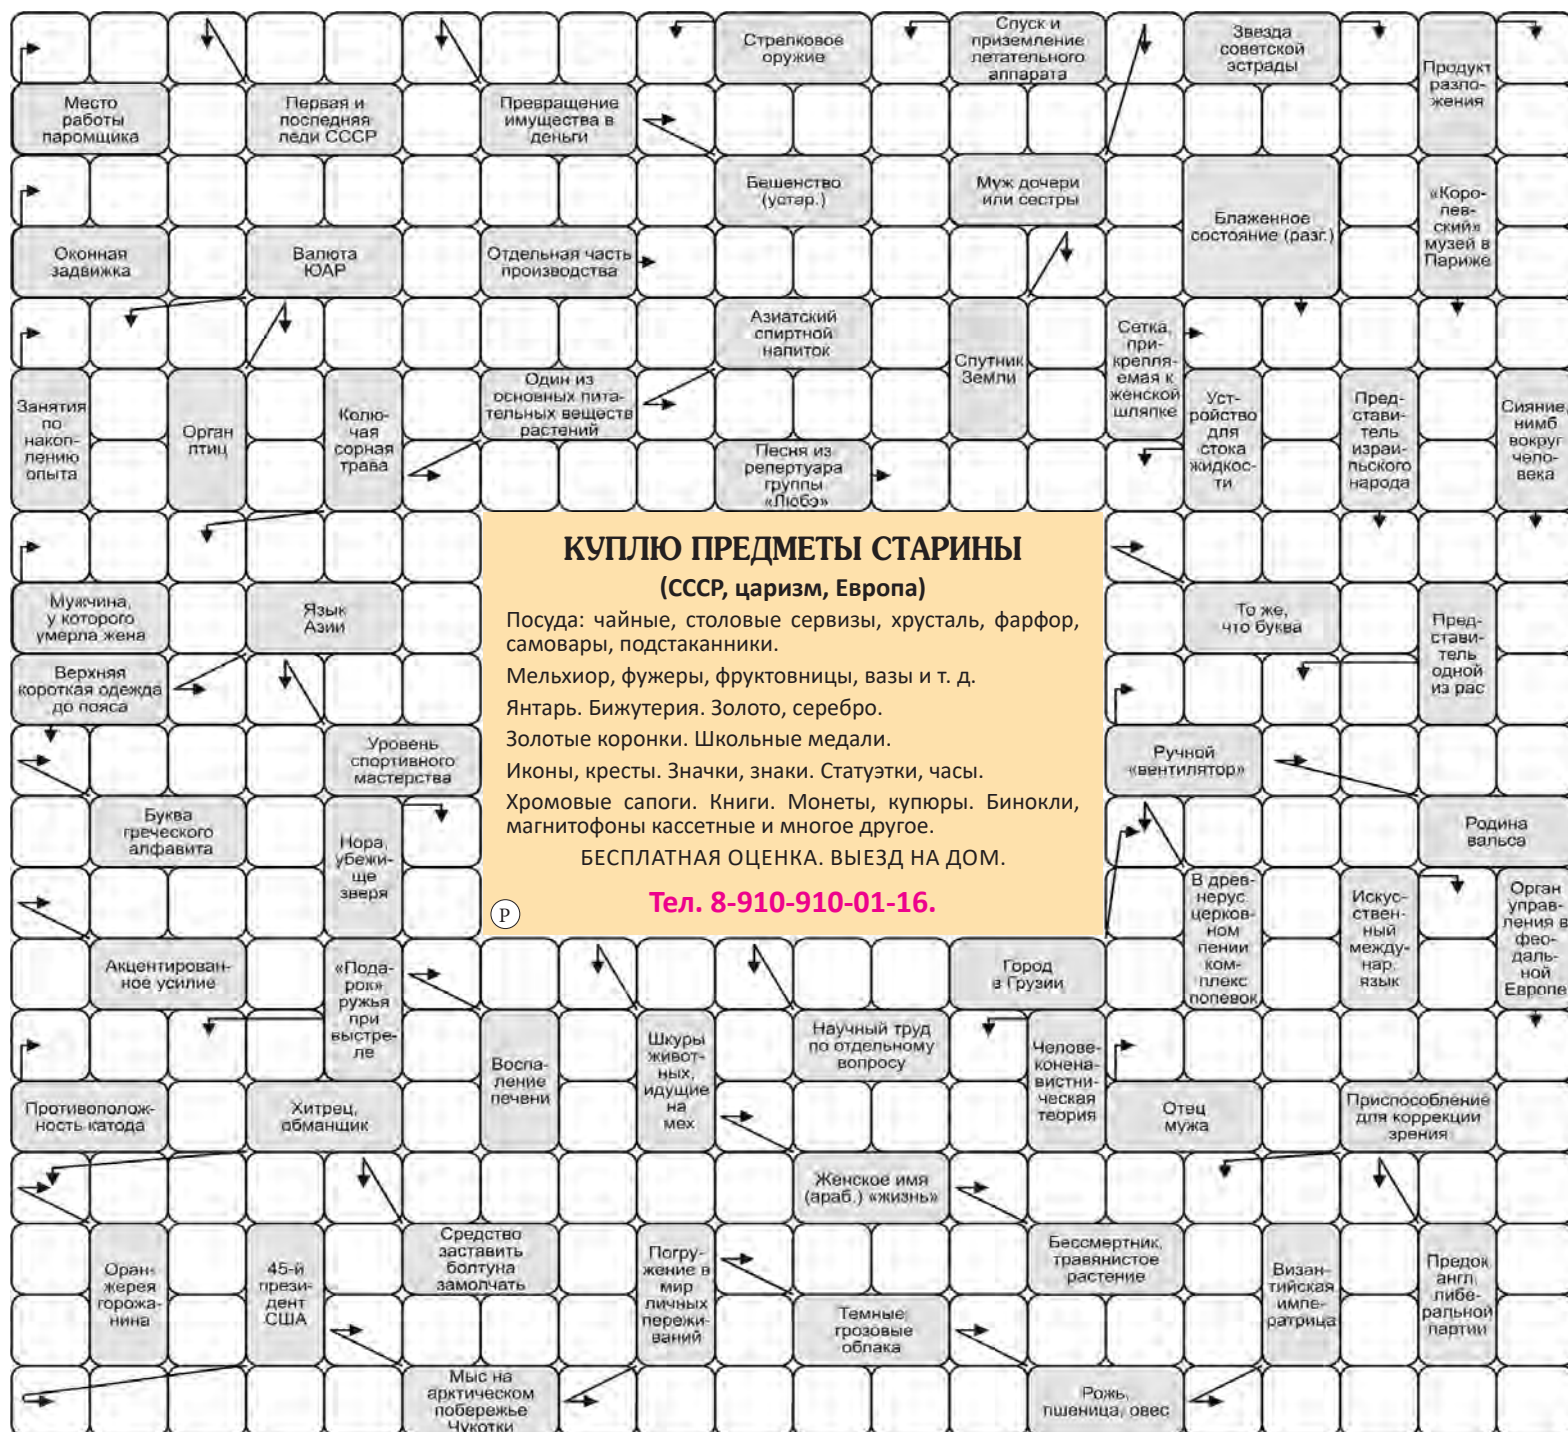 Стрелковое
оружие
Спуск и
приземление
летательного
аппарата
Звезда
советской
эстрады
Продукт
разло-
жения
Место
работы
паромщика
Первая и
последняя
леди СССР
Превращение
имущества в
деньги
Бешенство
(устар.)
Муж дочери
или сестры
Блаженное
состояние (разг.)
«Коро-
лев-
ский»
музей в
Париже
Оконная
задвижка
Валюта
ЮАР
Отдельная часть
производства
Азиатский
спиртной
напиток
Спутник
Земли
Сетка,
при-
крепля-
емая к
женской
шляпке
Занятия
по
накоп-
лению
опыта
Орган
птиц
Колю-
чая
сорная
трава
Один из
основных пита-
тельных веществ
растений
Уст-
ройство
для
стока
жидкос-
ти
Пред-
стави-
тель
израи-
льского
народа
Сияние,
нимб
вокруг
чело-
века
Песня из
репертуара
группы
«Любэ»
КУПЛЮ ПРЕДМЕТЫ СТАРИНЫ
(СССР, царизм, Европа)
Посуда: чайные, столовые сервизы, хрусталь, фарфор,
самовары, подстаканники.
Мельхиор, фужеры, фруктовницы, вазы и т. д.
Янтарь. Бижутерия. Золото, серебро.
Золотые коронки. Школьные медали.
Иконы, кресты. Значки, знаки. Статуэтки, часы.
Хромовые сапоги. Книги. Монеты, купюры. Бинокли,
магнитофоны кассетные и многое другое.
БЕСПЛАТНАЯ ОЦЕНКА. ВЫЕЗД НА ДОМ.
Тел. 8-910-910-01-16.
Р
Мужчина,
у которого
умерла жена
Язык
Азии
То же,
что буква
Пред-
стави-
тель
одной
из рас
Верхняя
короткая одежда
до пояса
Уровень
спортивного
мастерства
Ручной
«вентилятор»
Буква
греческого
алфавита
Нора,
убежи-
ще
зверя
Родина
вальса
В древ-
нерус
церков-
ном
пении
ком-
плекс
попевок
Искус-
ствен-
ный
между-
нар.
язык
Орган
управ-
ления в
фео-
даль-
ной
Европе
Акцентирован-
ное усилие
«Пода-
рок»
ружья
при
выстре-
ле
Город
в Грузии
Воспа-
ление
печени
Шкуры
живот-
ных,
идущие
на
мех
Научный труд
по отдельному
вопросу
Челове-
конена-
вистни-
ческая
теория
Противополож-
ность катода
Хитрец,
обманщик
Отец
мужа
Приспособление
для коррекции
зрения
Женское имя
(араб.) «жизнь»
Оран-
жерея
горожа-
нина
45-й
прези-
дент
США
Средство
заставить
болтуна
замолчать
Погру-
жение в
мир
личных
пережи-
ваний
Бессмертник,
травянистое
растение
Визан-
тийская
импе-
ратрица
Предок
англ.
либе-
ральной
партии
Темные
грозовые
облака
Мыс на
арктическом
побережье
Чукотки
Рожь,
пшеница, овес